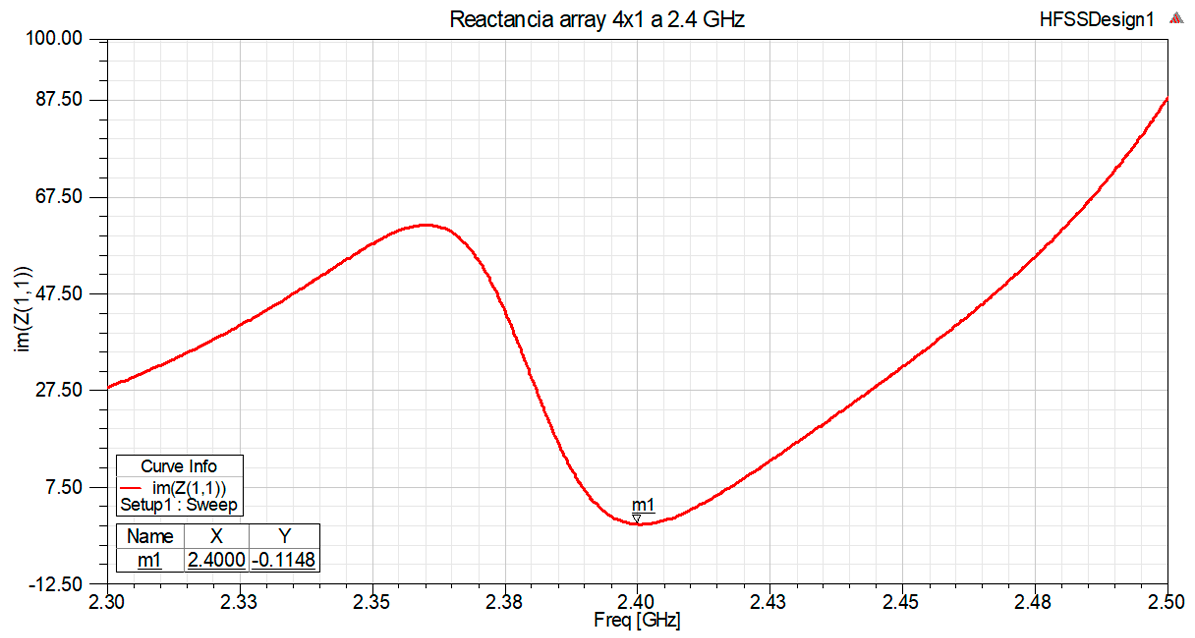 Reactancia array 4x1 a 2.4 GHz
HFSSDesign1
100.00
87.50
67.50
47.50
27.50
7.50
-12.50
im(Z(1,1))
Curve Info
im(Z(1,1))
Setup1 : Sweep
Name X Y
m1 2.4000 -0.1148
m1
2.30 2.33 2.35 2.38 2.40 2.43 2.45 2.48 2.50
Freq [GHz]